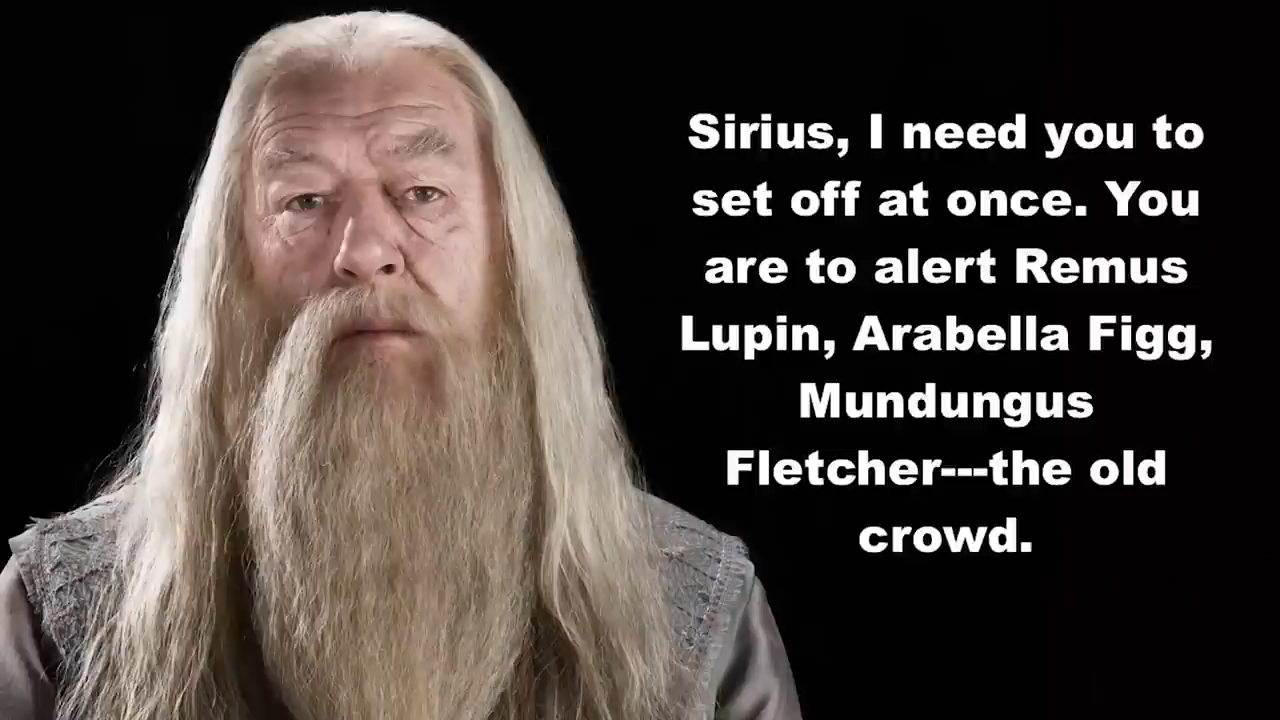 Sirius, I need you to
set off at once. You
are to alert Remus
Lupin, Arabella Figg,
Mundungus
Fletcher---the old
crowd.